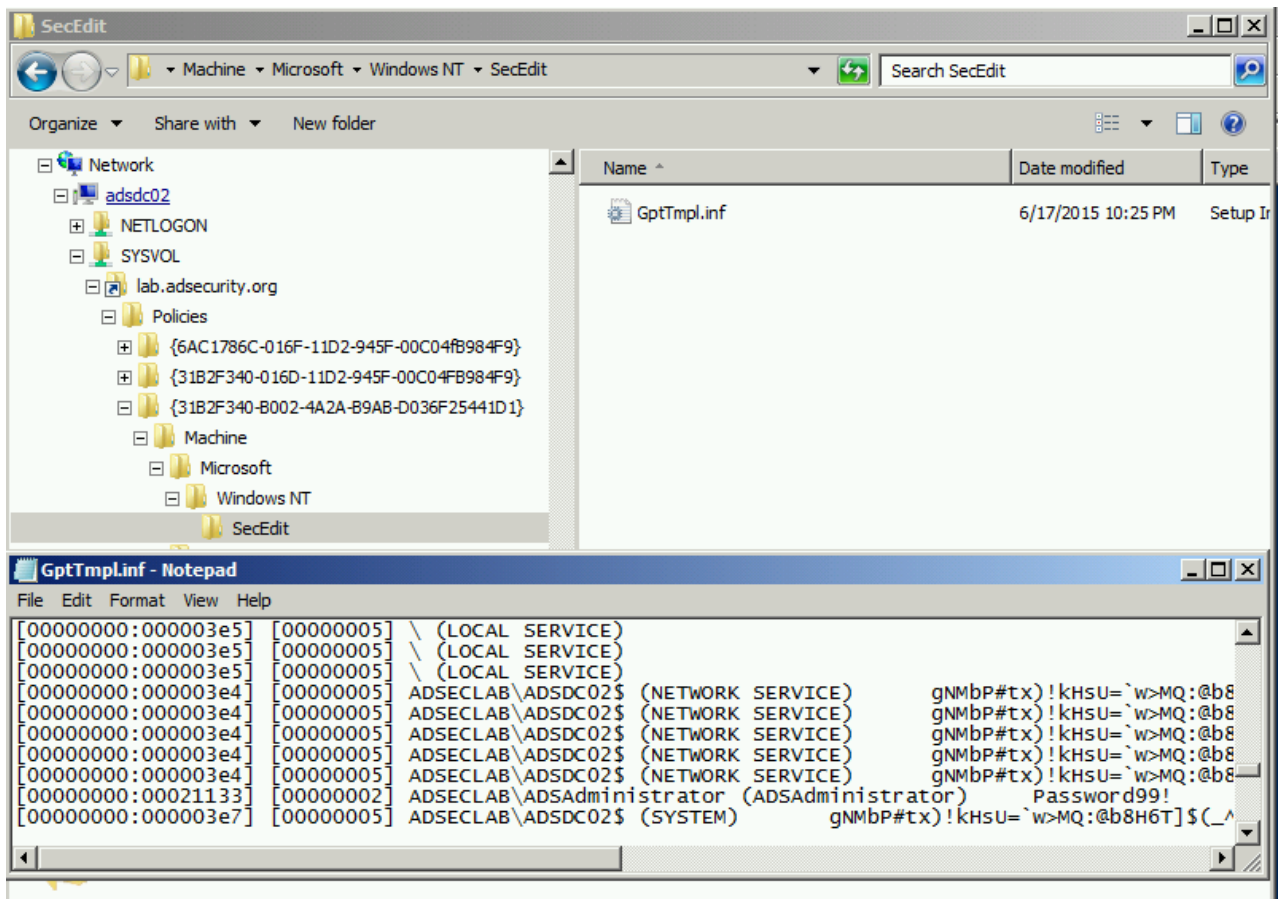 SecEdit
Machine Microsoft Windows NT SecEdit
Search SecEdit
Organize Share with New folder
Network
adsdc02
NETLOGON
SYSVOL
lab.adsecurity.org
Policies
{6AC1786C-016F-11D2-945F-00C04fB984F9}
{31B2F340-016D-11D2-945F-00C04FB984F9}
{31B2F340-B002-4A2A-B9AB-D036F25441D1}
Machine
Microsoft
Windows NT
SecEdit
Name Date modified Type
GptTmpl.inf 6/17/2015 10:25 PM Setup Ir
GptTmpl.inf - Notepad
File Edit Format View Help
[00000000:000003e5] [00000005] \ (LOCAL SERVICE)
[00000000:000003e5] [00000005] \ (LOCAL SERVICE)
[00000000:000003e5] [00000005] \ (LOCAL SERVICE)
[00000000:000003e4] [00000005] ADSECLAB\ADSDC02$ (NETWORK SERVICE) gNMbP#tx)!kHsU=`w>MQ:@b8
[00000000:000003e4] [00000005] ADSECLAB\ADSDC02$ (NETWORK SERVICE) gNMbP#tx)!kHsU=`w>MQ:@b8
[00000000:000003e4] [00000005] ADSECLAB\ADSDC02$ (NETWORK SERVICE) gNMbP#tx)!kHsU=`w>MQ:@b8
[00000000:000003e4] [00000005] ADSECLAB\ADSDC02$ (NETWORK SERVICE) gNMbP#tx)!kHsU=`w>MQ:@b8
[00000000:000003e4] [00000005] ADSECLAB\ADSDC02$ (NETWORK SERVICE) gNMbP#tx)!kHsU=`w>MQ:@b8
[00000000:00021133] [00000002] ADSECLAB\ADSAdministrator (ADSAdministrator) Password99!
[00000000:000003e7] [00000005] ADSECLAB\ADSDC02$ (SYSTEM) gNMbP#tx)!kHsU=`w>MQ:@b8H6T]$(_^